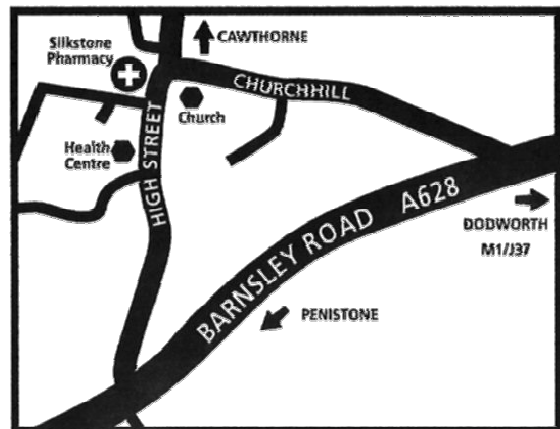 CAWTHORNE
Silkstone
Pharmacy
CHURCHHILL
Church
Health
Centre
HIGH STREET
BARNSLEY ROAD A628
DODWORTH
M1/J37
PENISTONE